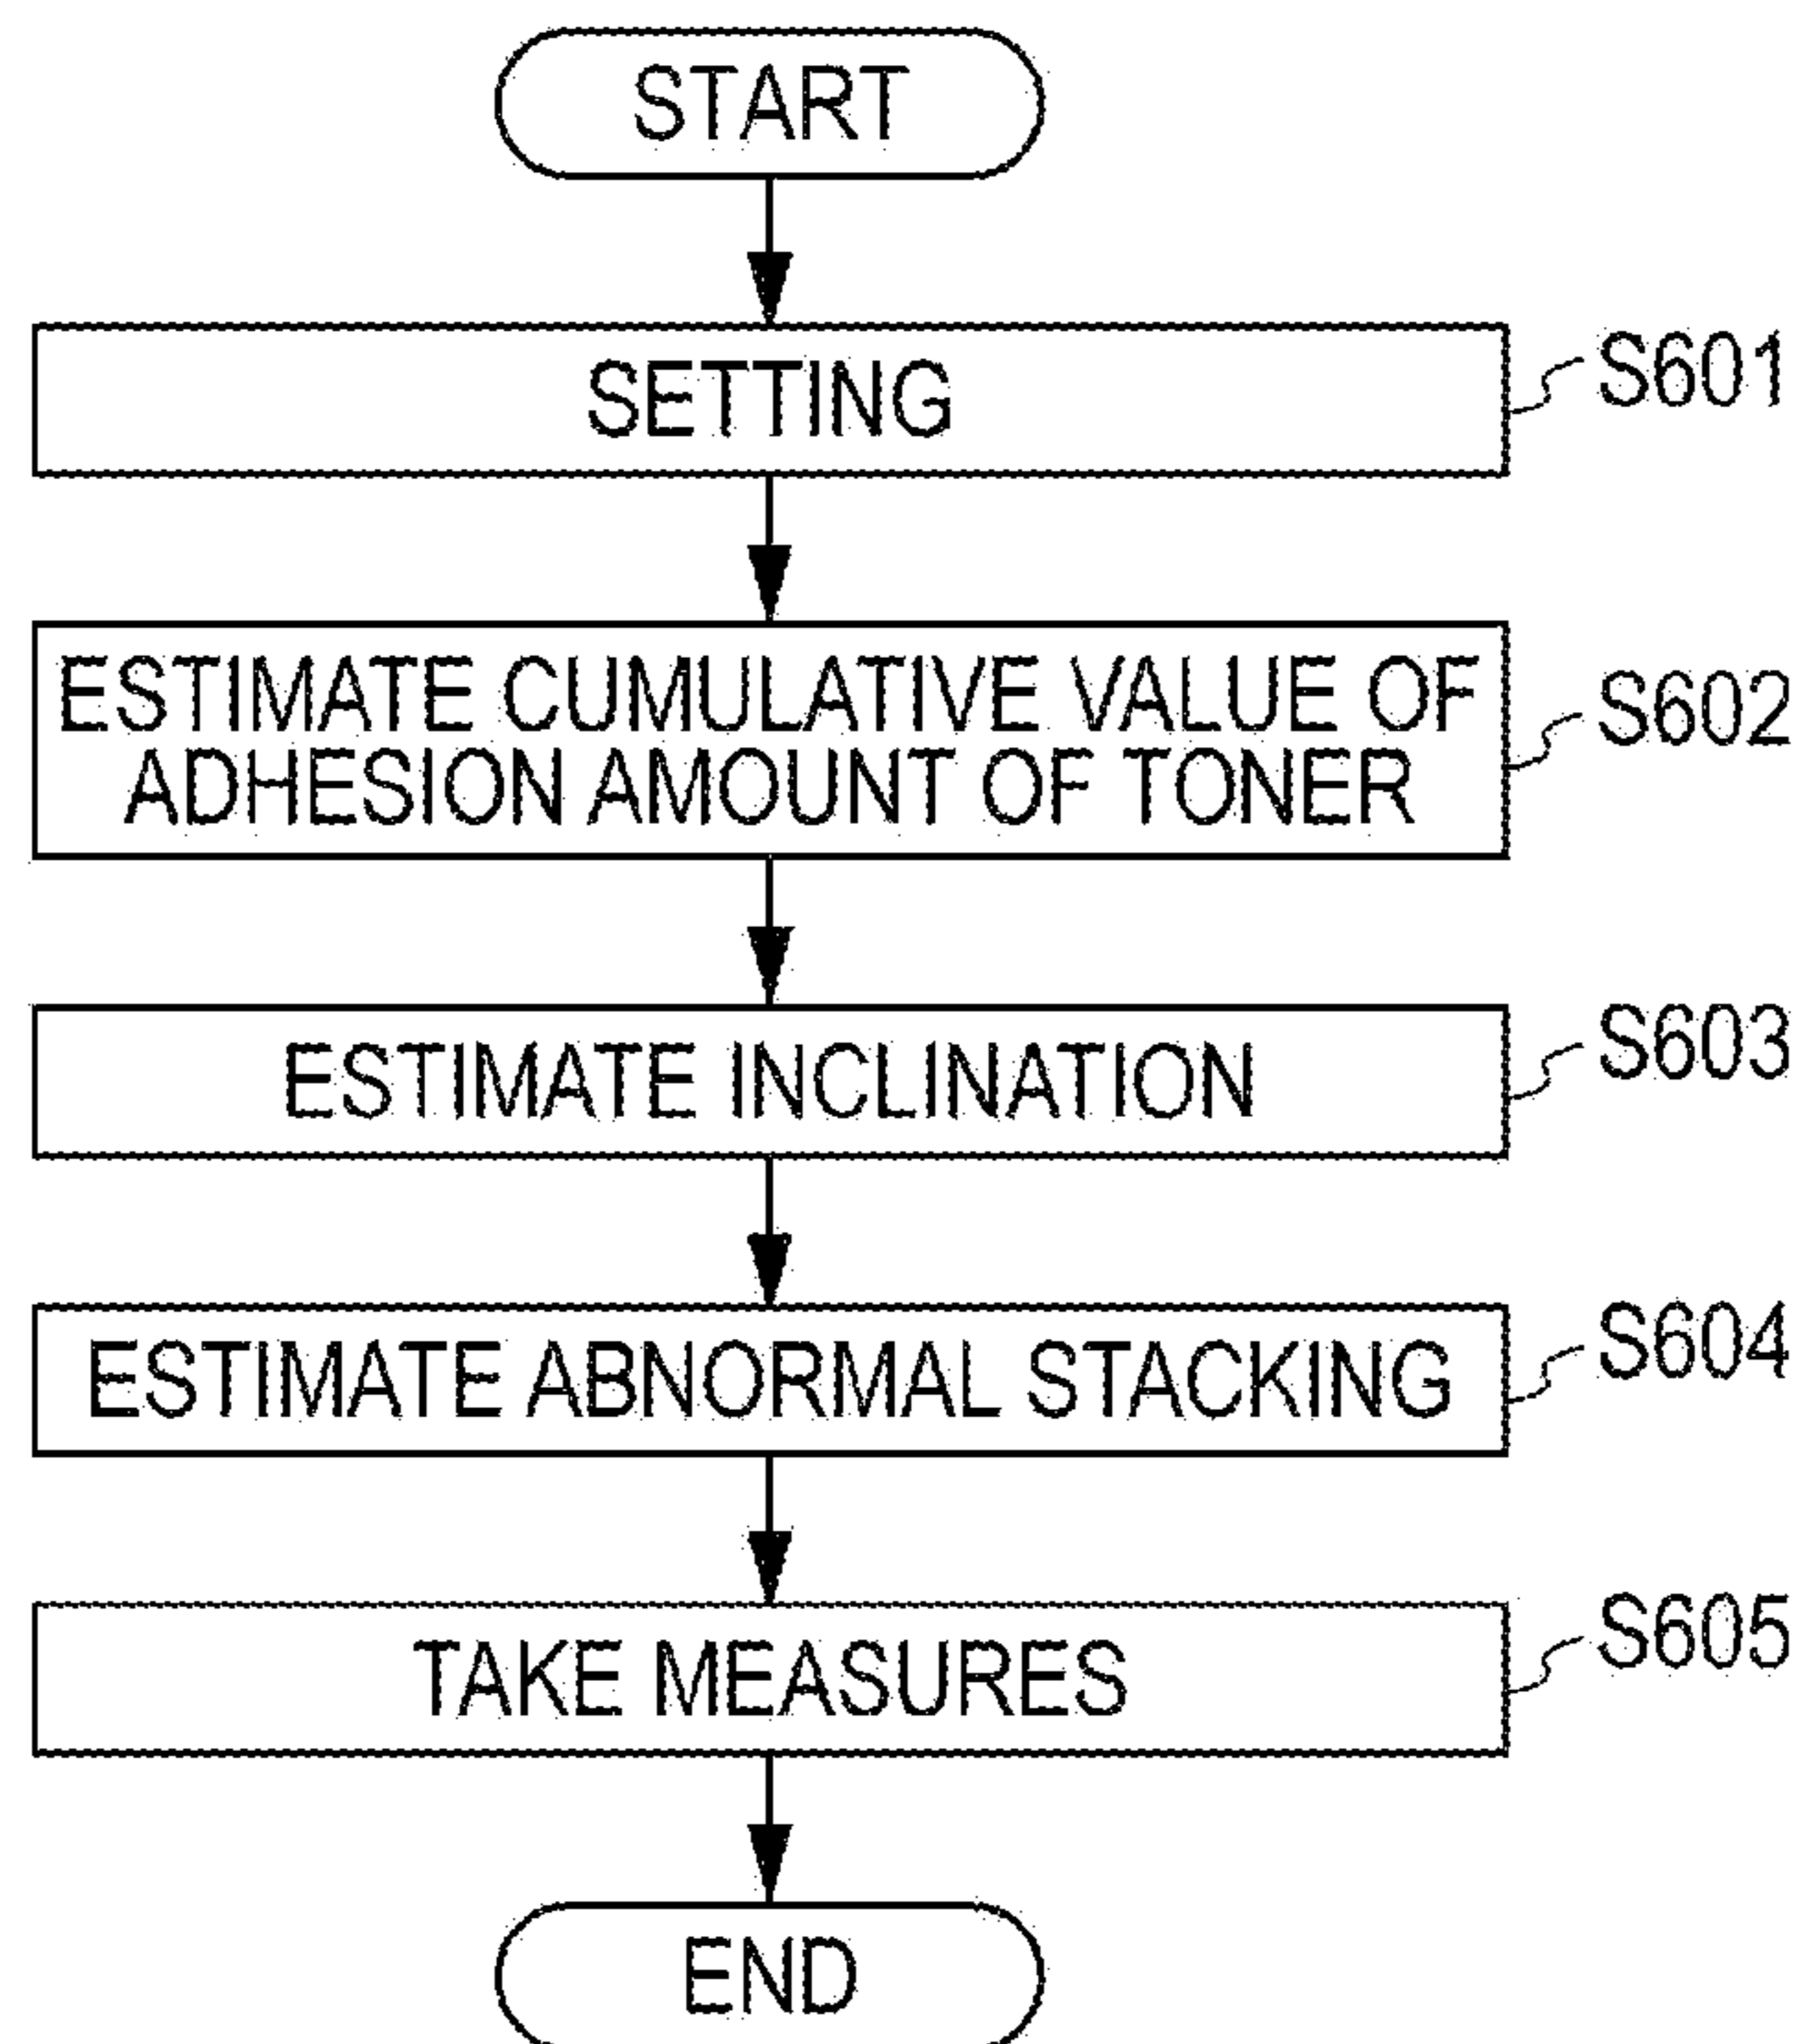 START
SETTING
S601
ESTIMATE CUMULATIVE VALUE OF
ADHESION AMOUNT OF TONER
S602
ESTIMATE INCLINATION
S603
ESTIMATE ABNORMAL STACKING
S604
TAKE MEASURES
S605
END